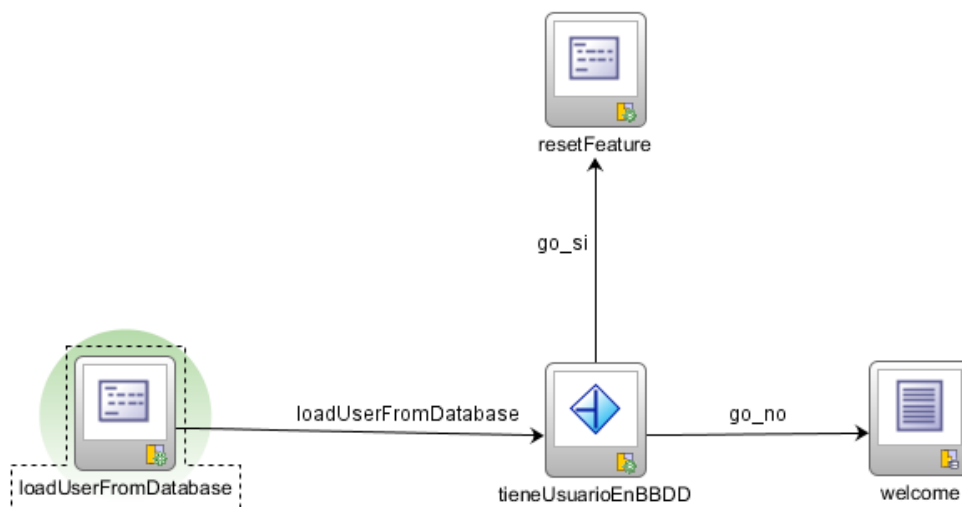 resetFeature
go_si
loadUserFromDatabase
go_no
loadUserFromDatabase
tieneUsuarioEnBBDD
welcome